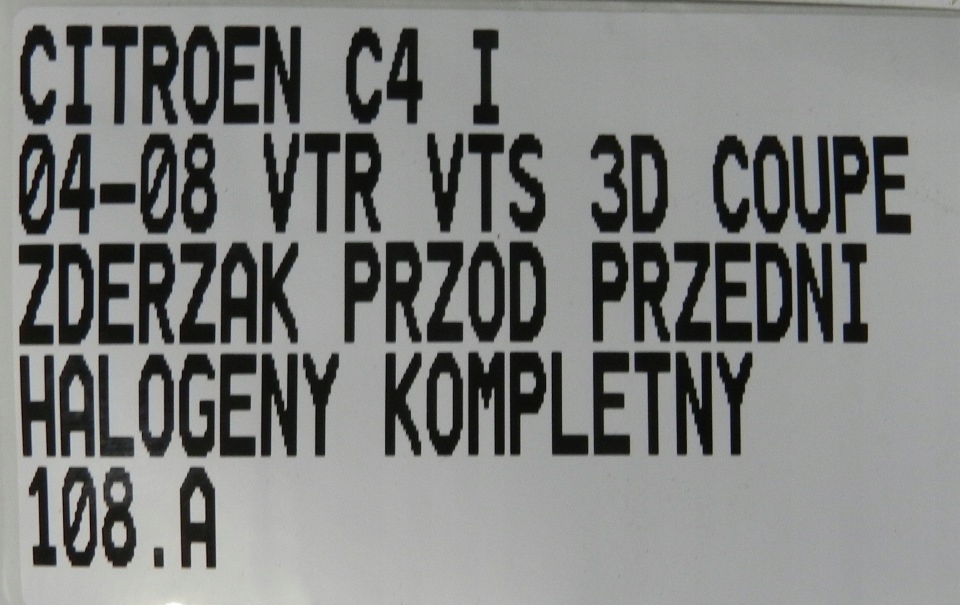 CITROEN C4 I
04-08 VTR VTS 3D COUPE
ZDERZAK PRZOD PRZEDNI
HALOGENY KOMPLETNY
108.A